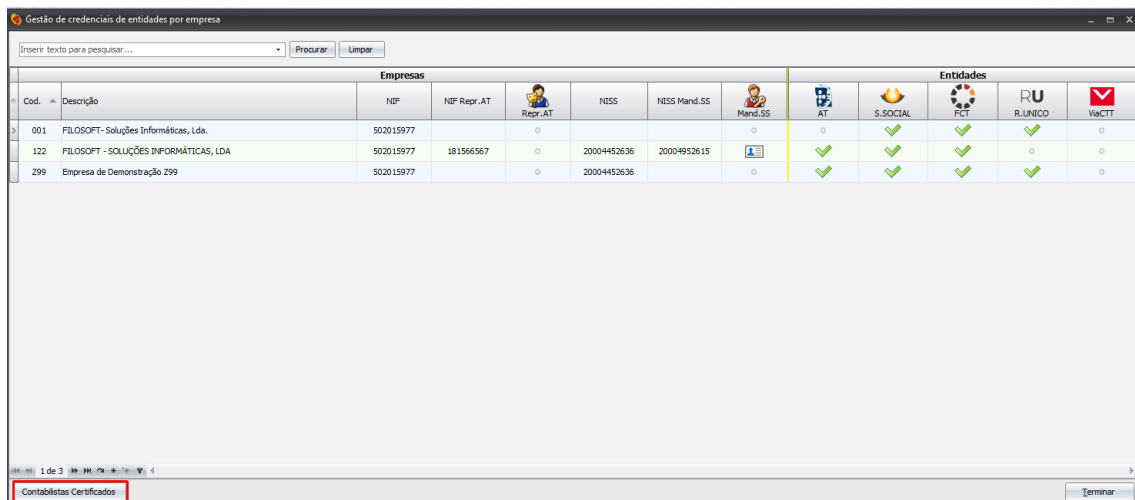 Gestão de credenciais de entidades por empresa
Inserir texto para pesquisar... Procurar Limpar
Empresas Entidades
Cod. Descrição NIF NIF Repr.AT Repr.AT NISS NISS Mand.SS Mand.SS AT S.SOCIAL FCT RU R.UNICO ViaCTT
001 FILOSOFT- Soluções Informáticas, Lda. 502015977
122 FILOSOFT - SOLUÇÕES INFORMÁTICAS, LDA 502015977 181566567 20004452636 20004952615
Z99 Empresa de Demonstração Z99 502015977 20004452636
1 de 3
Contabilistas Certificados Terminar